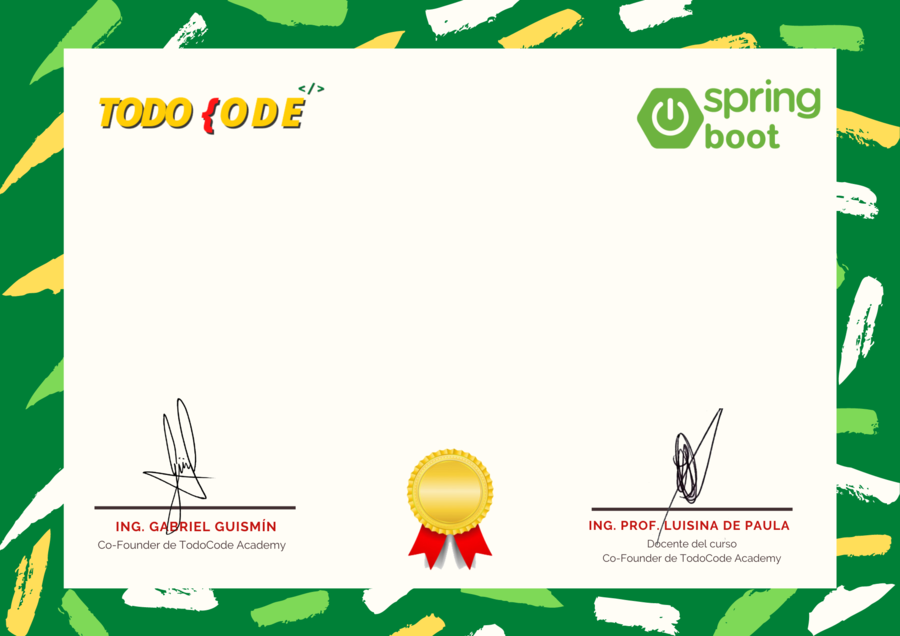 TODO {ODE
</>
spring
boot
ING. GABRIEL GUISMÍN
Co-Founder de TodoCode Academy
ING. PROF. LUISINA DE PAULA
Docente del curso
Co-Founder de TodoCode Academy